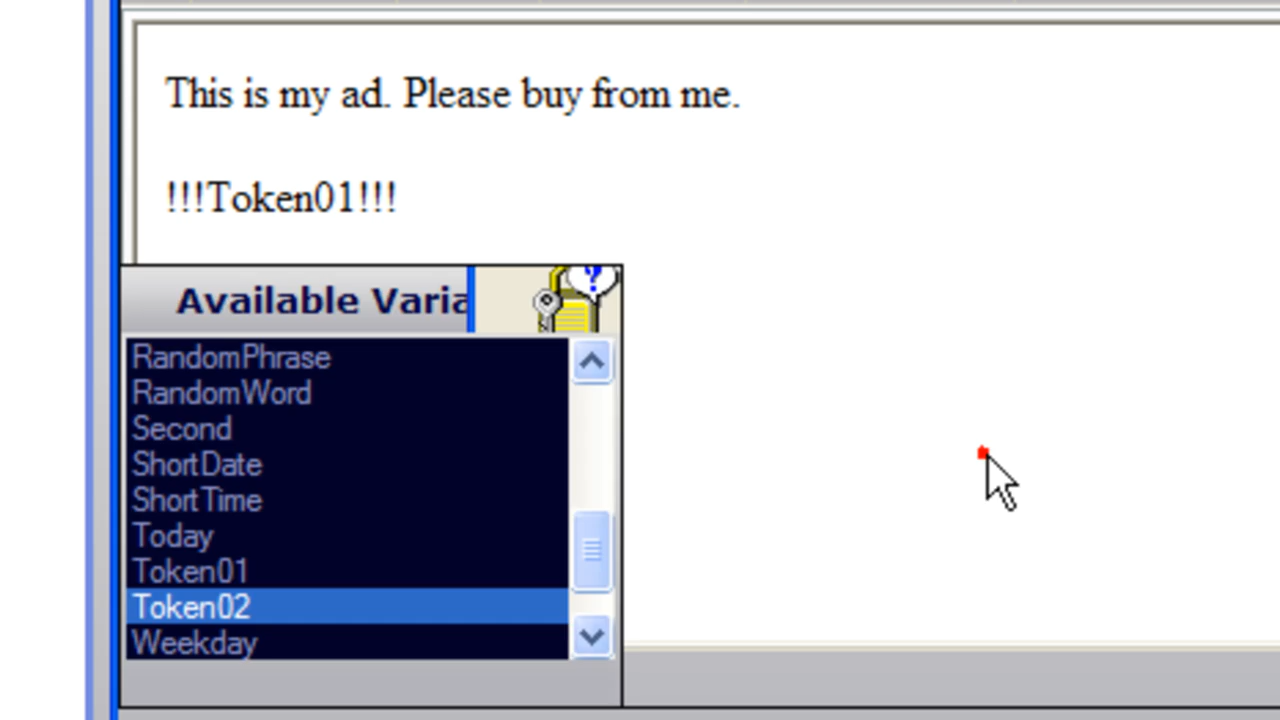 This is my ad. Please buy from me.
!!!Token01!!!
Available Varia
?
RandomPhrase
RandomWord
Second
ShortDate
ShortTime
Today
Token01
Token02
Weekday